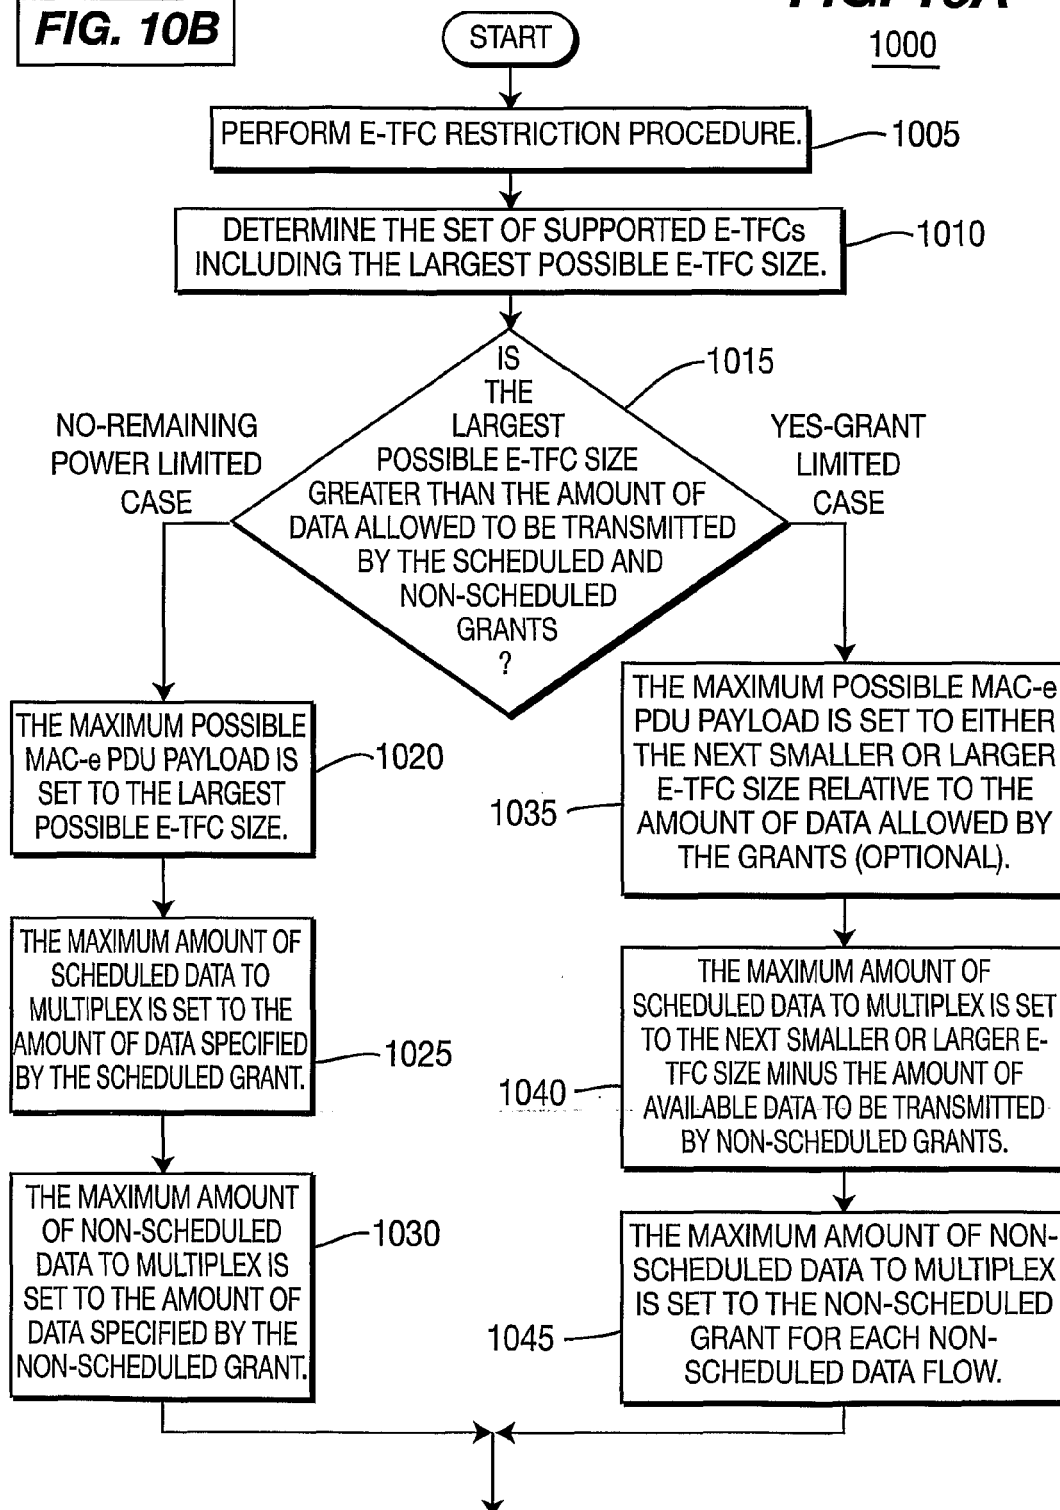 FIG. 10B
START
1000
PERFORM E-TFC RESTRICTION PROCEDURE.
1005
DETERMINE THE SET OF SUPPORTED E-TFCs
INCLUDING THE LARGEST POSSIBLE E-TFC SIZE.
1010
IS
THE
LARGEST
POSSIBLE E-TFC SIZE
GREATER THAN THE AMOUNT OF
DATA ALLOWED TO BE TRANSMITTED
BY THE SCHEDULED AND
NON-SCHEDULED
GRANTS
?
1015
NO-REMAINING
POWER LIMITED
CASE
YES-GRANT
LIMITED
CASE
THE MAXIMUM POSSIBLE
MAC-e PDU PAYLOAD IS
SET TO THE LARGEST
POSSIBLE E-TFC SIZE.
1020
THE MAXIMUM AMOUNT OF
SCHEDULED DATA TO
MULTIPLEX IS SET TO THE
AMOUNT OF DATA SPECIFIED
BY THE SCHEDULED GRANT.
1025
THE MAXIMUM AMOUNT
OF NON-SCHEDULED
DATA TO MULTIPLEX IS
SET TO THE AMOUNT OF
DATA SPECIFIED BY THE
NON-SCHEDULED GRANT.
1030
THE MAXIMUM POSSIBLE MAC-e
PDU PAYLOAD IS SET TO EITHER
THE NEXT SMALLER OR LARGER
E-TFC SIZE RELATIVE TO THE
AMOUNT OF DATA ALLOWED BY
THE GRANTS (OPTIONAL).
1035
THE MAXIMUM AMOUNT OF
SCHEDULED DATA TO MULTIPLEX IS SET
TO THE NEXT SMALLER OR LARGER E-
TFC SIZE MINUS THE AMOUNT OF
AVAILABLE DATA TO BE TRANSMITTED
BY NON-SCHEDULED GRANTS.
1040
THE MAXIMUM AMOUNT OF NON-
SCHEDULED DATA TO MULTIPLEX
IS SET TO THE NON-SCHEDULED
GRANT FOR EACH NON-
SCHEDULED DATA FLOW.
1045